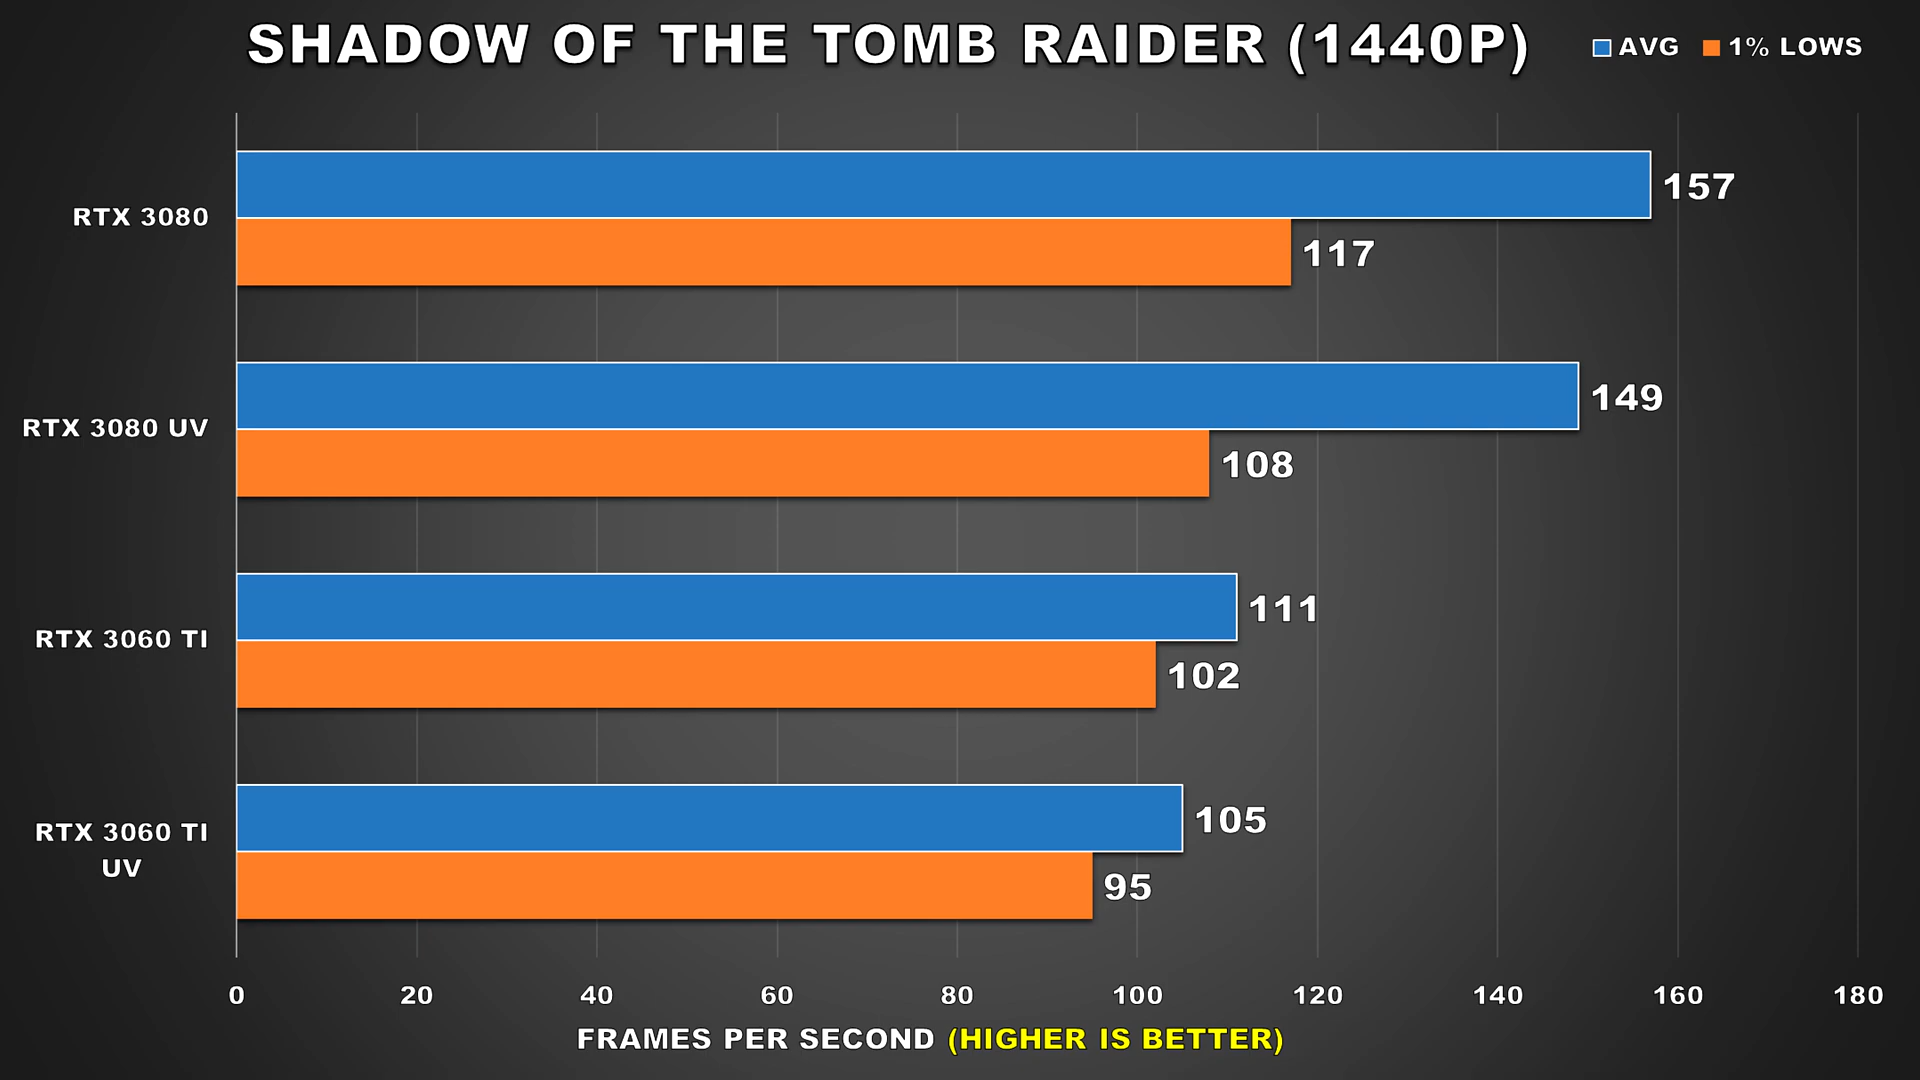 SHADOW OF THE TOMB RAIDER (1440P)
AVG
1% LOWS
RTX 3080
157
117
RTX 3080 UV
149
108
RTX 3060 TI
111
102
RTX 3060 TI
UV
105
95
0 20 40 60 80 100 120 140 160 180
FRAMES PER SECOND (HIGHER IS BETTER)